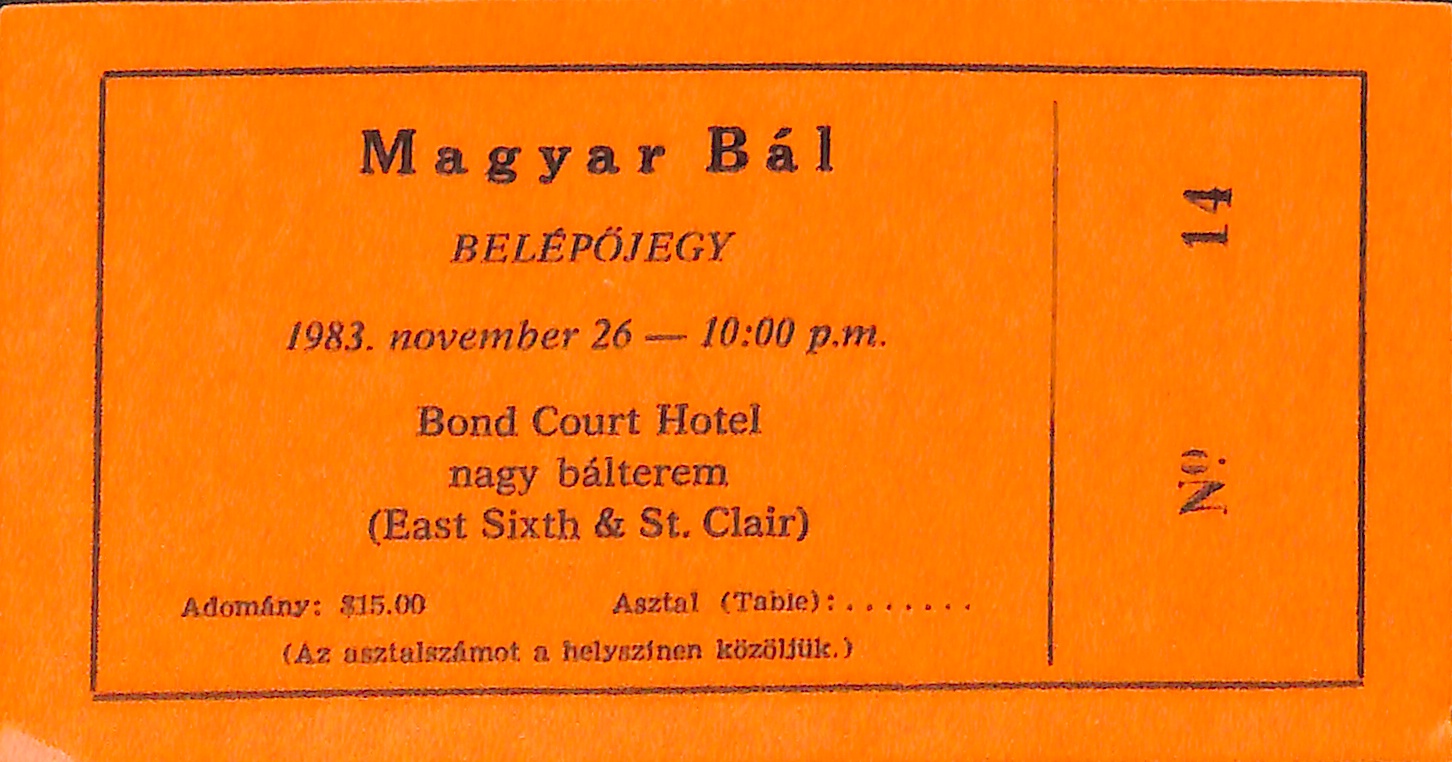 Magyar Bál
BELÉPŐJEGY
1983. november 26 — 10:00 p.m.
Bond Court Hotel
nagy bálterem
(East Sixth & St. Clair)
Adomány: $15.00 Asztal (Table):........
(Az asztalszámot a helyszínen közöljük.)
Nº. 14